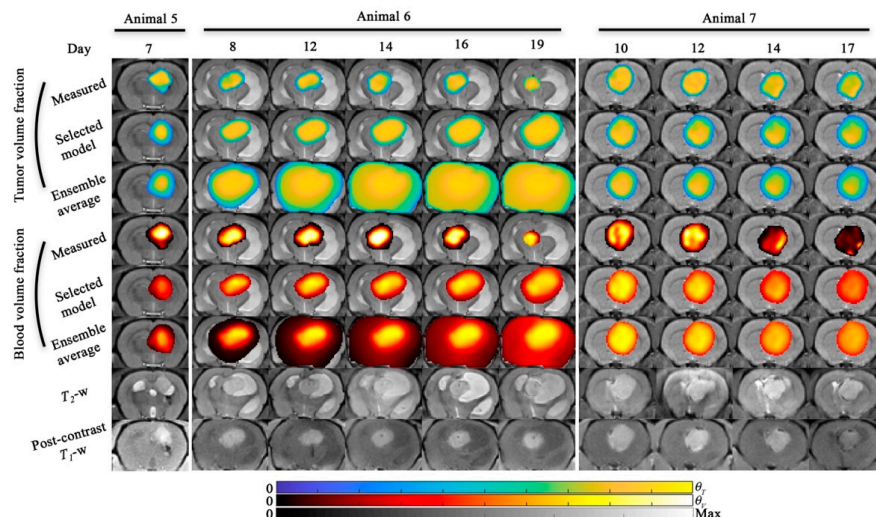 Animal 5 Animal 6 Animal 7
Day 7 8 12 14 16 19 10 12 14 17
Tumor volume fraction
Measured
Selected
model
Ensemble
average
Blood volume fraction
Measured
Selected
model
Ensemble
average
T2-w
Post-contrast
T1-w
0 θT
0 θV
0 Max